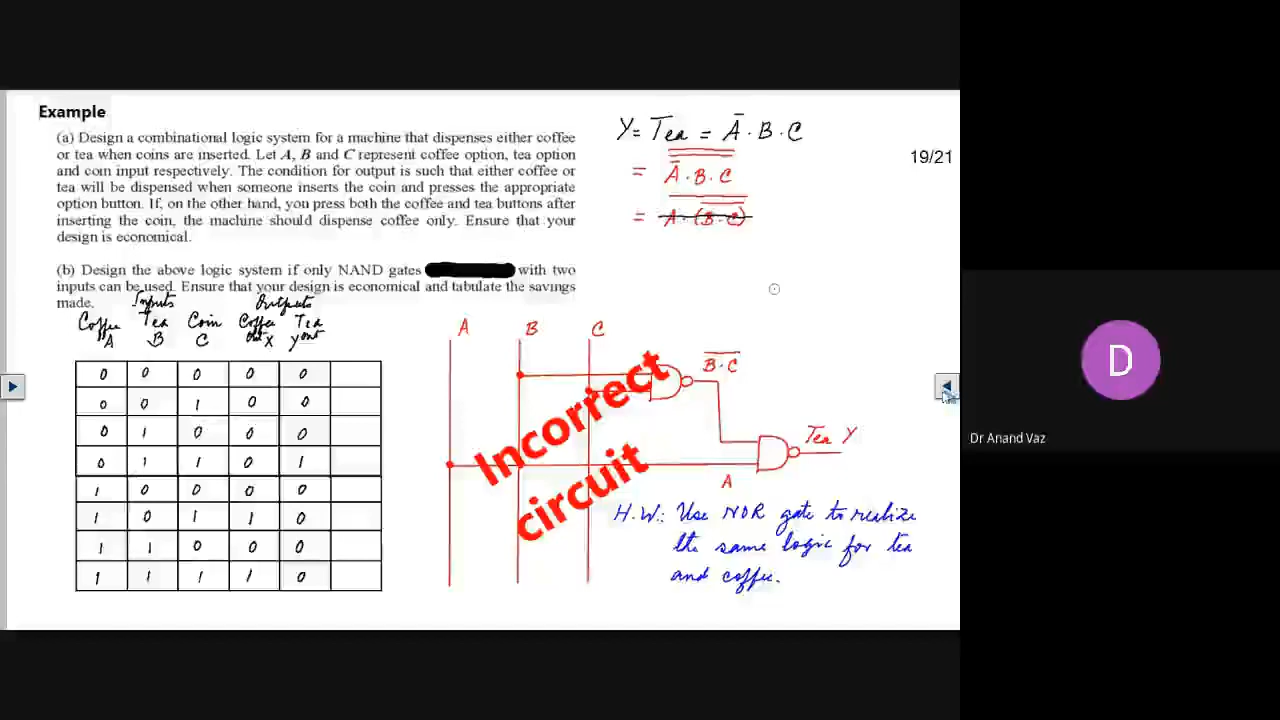 Example
(a) Design a combinational logic system for a machine that dispenses either coffee
or tea when coins are inserted. Let A, B and C represent coffee option, tea option
and coin input respectively. The condition for output is such that either coffee or
tea will be dispensed when someone inserts the coin and presses the appropriate
option button. If, on the other hand, you press both the coffee and tea buttons after
inserting the coin, the machine should dispense coffee only. Ensure that your
design is economical.
(b) Design the above logic system if only NAND gates with two
inputs can be used. Ensure that your design is economical and tabulate the savings
made.
Inputs Outputs
Coffee Tea Coin Coffee Tea
A B C out X Y out
0 0 0 0 0
0 0 1 0 0
0 1 0 0 0
0 1 1 0 1
1 0 0 0 0
1 0 1 1 0
1 1 0 0 0
1 1 1 1 0
Y = Tea = Ā · B · C
= \overline{\overline{Ā · B · C}}
= \overline{A · (\overline{B · C})}
19/21
A B C
\overline{B · C}
Tea Y
A
Incorrect
circuit
H.W.: Use NOR gate to realize
the same logic for tea
and coffee.
D
Dr Anand Vaz